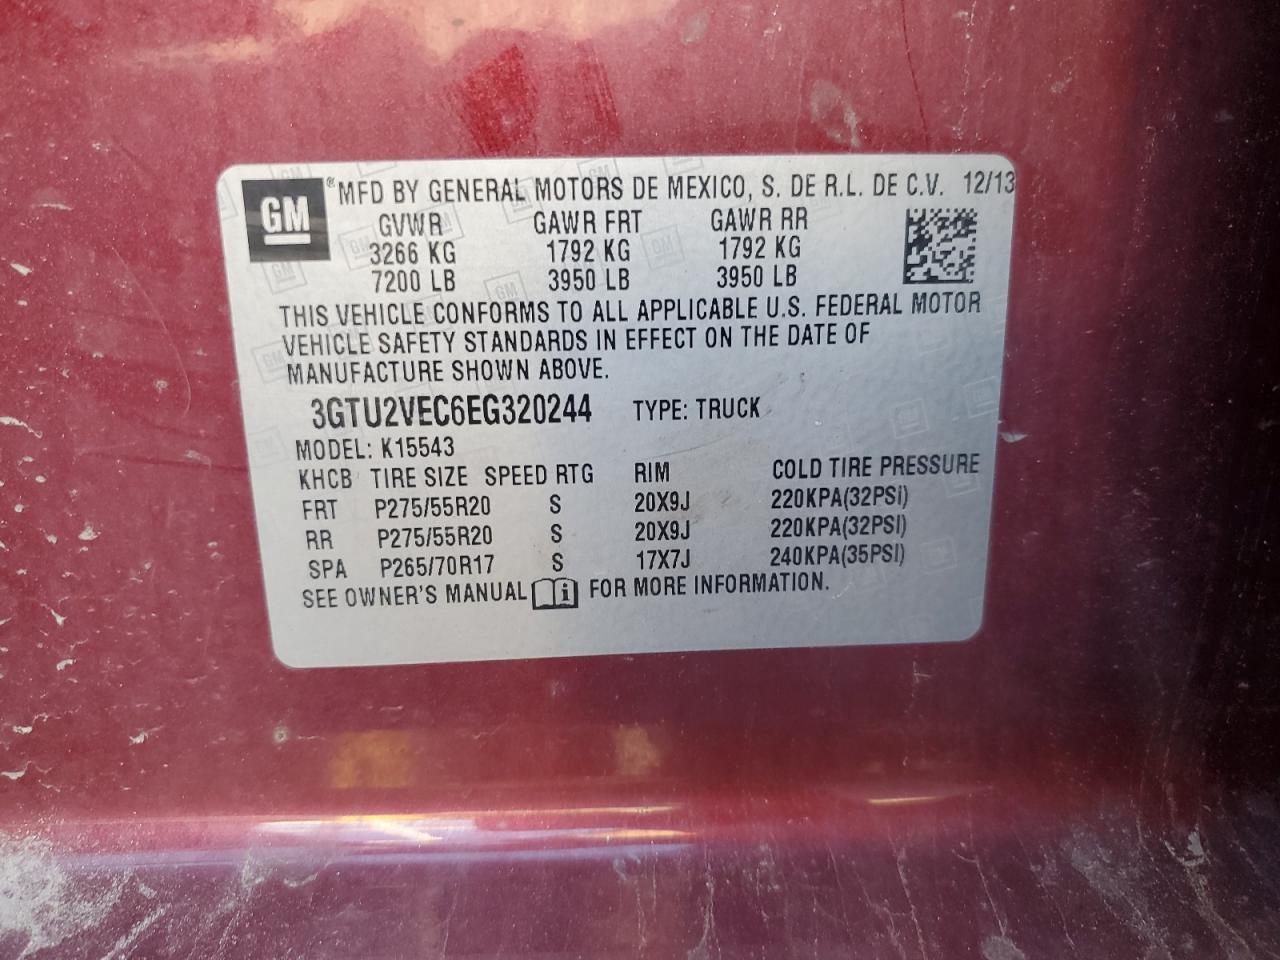 GM ® MFD BY GENERAL MOTORS DE MEXICO, S. DE R.L. DE C.V. 12/13
GVWR GAWR FRT GAWR RR
3266 KG 1792 KG 1792 KG
7200 LB 3950 LB 3950 LB
THIS VEHICLE CONFORMS TO ALL APPLICABLE U.S. FEDERAL MOTOR
VEHICLE SAFETY STANDARDS IN EFFECT ON THE DATE OF
MANUFACTURE SHOWN ABOVE.
3GTU2VEC6EG320244 TYPE: TRUCK
MODEL: K15543
KHCB TIRE SIZE SPEED RTG RIM COLD TIRE PRESSURE
FRT P275/55R20 S 20X9J 220KPA(32PSI)
RR P275/55R20 S 20X9J 220KPA(32PSI)
SPA P265/70R17 S 17X7J 240KPA(35PSI)
SEE OWNER'S MANUAL i FOR MORE INFORMATION.